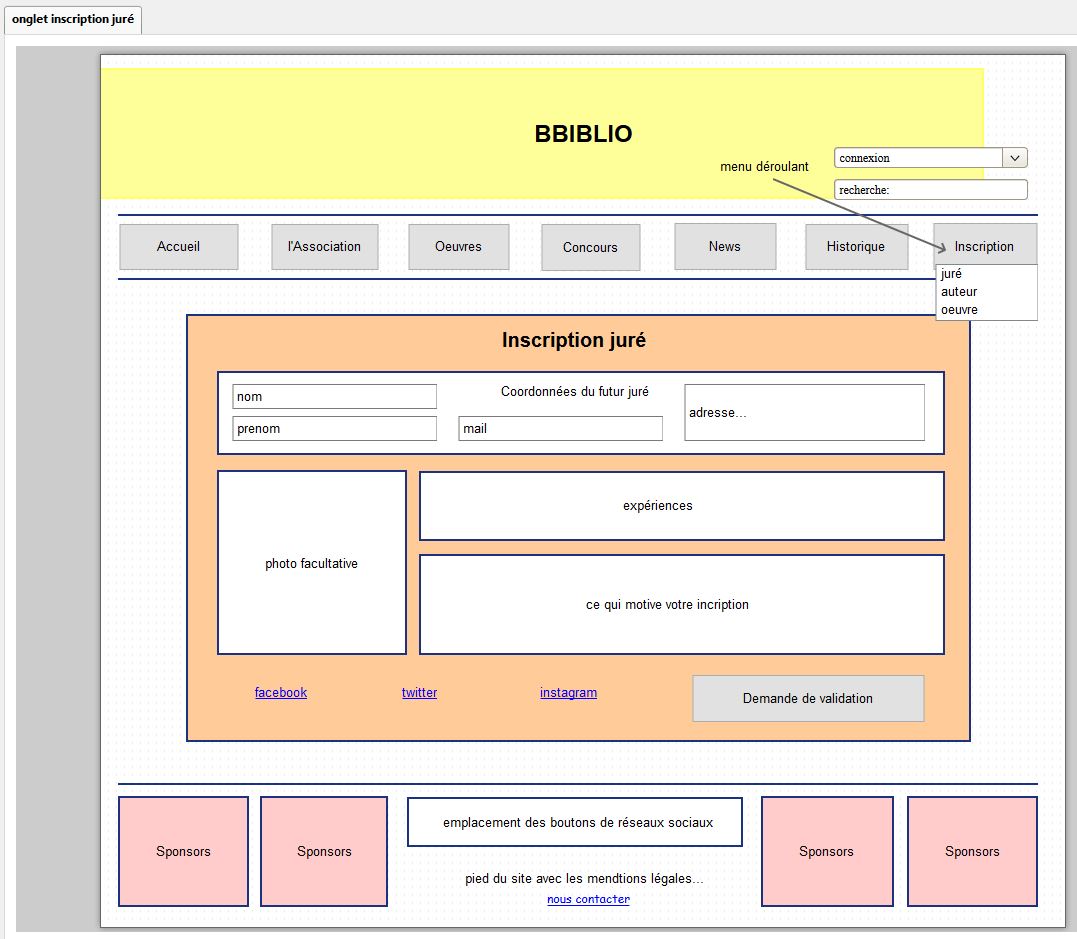 onglet inscription juré
BBIBLIO
menu déroulant
connexion
recherche:
Accueil
l'Association
Oeuvres
Concours
News
Historique
Inscription
juré
auteur
oeuvre
Inscription juré
nom
Coordonnées du futur juré
adresse...
prenom
mail
photo facultative
expériences
ce qui motive votre incription
facebook
twitter
instagram
Demande de validation
Sponsors
Sponsors
emplacement des boutons de réseaux sociaux
pied du site avec les mendtions légales...
nous contacter
Sponsors
Sponsors